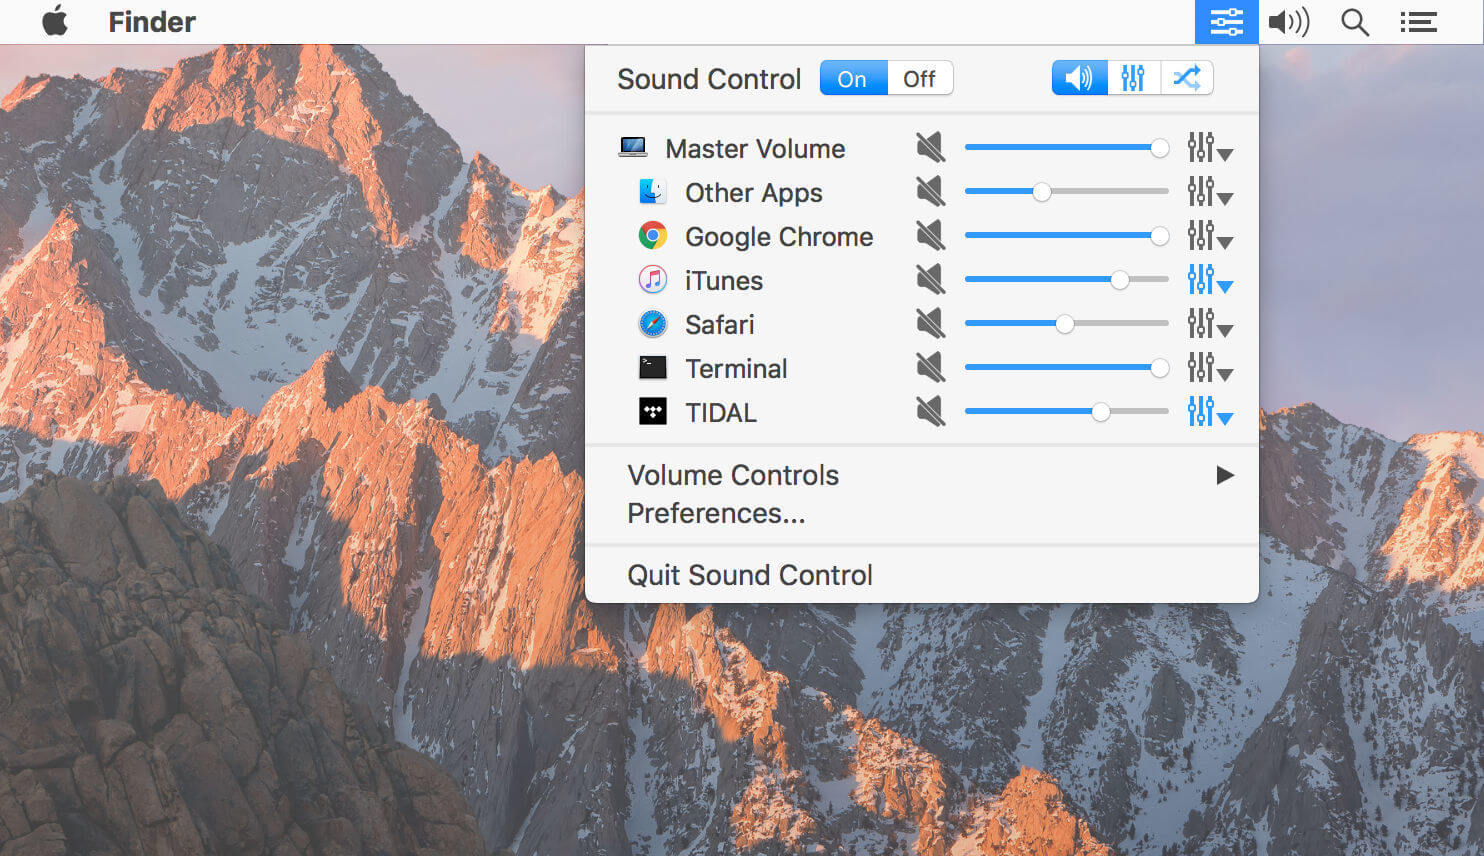 Finder
Sound Control On Off
Master Volume
Other Apps
Google Chrome
iTunes
Safari
Terminal
TIDAL
Volume Controls
Preferences...
Quit Sound Control